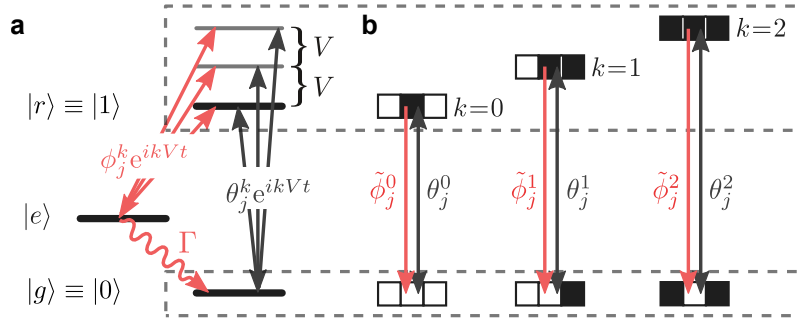 a
b
V
V
k=2
k=1
k=0
|r⟩ ≡ |1⟩
ϕ_j^k e^{ikVt}
θ_j^k e^{ikVt}
ϕ̃_j^0
θ_j^0
ϕ̃_j^1
θ_j^1
ϕ̃_j^2
θ_j^2
|e⟩
Γ
|g⟩ ≡ |0⟩